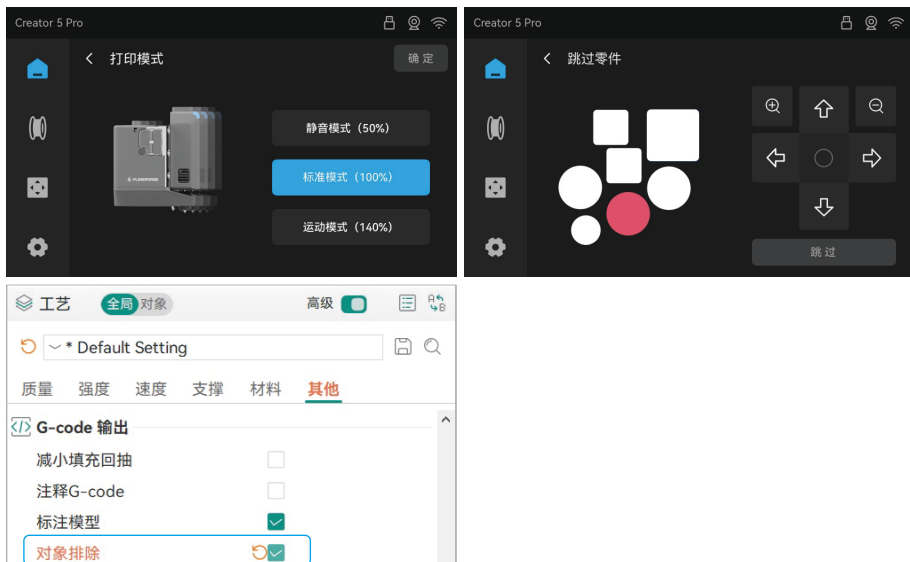 Creator 5 Pro
打印模式
确定
静音模式（50%）
标准模式（100%）
运动模式（140%）
FLASHFORGE
Creator 5 Pro
跳过零件
跳过
工艺
全局 对象
高级
A B
* Default Setting
质量 强度 速度 支撑 材料 其他
</> G-code 输出
减小填充回抽
注释G-code
标注模型
对象排除